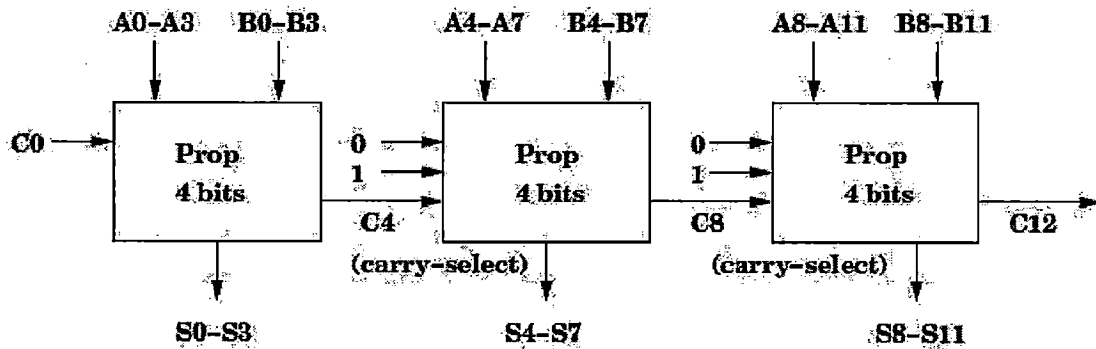 A0-A3 B0-B3 A4-A7 B4-B7 A8-A11 B8-B11
C0 Prop 4 bits
0
1
Prop 4 bits
0
1
Prop 4 bits
C4 C8 C12
(carry-select) (carry-select)
S0-S3 S4-S7 S8-S11